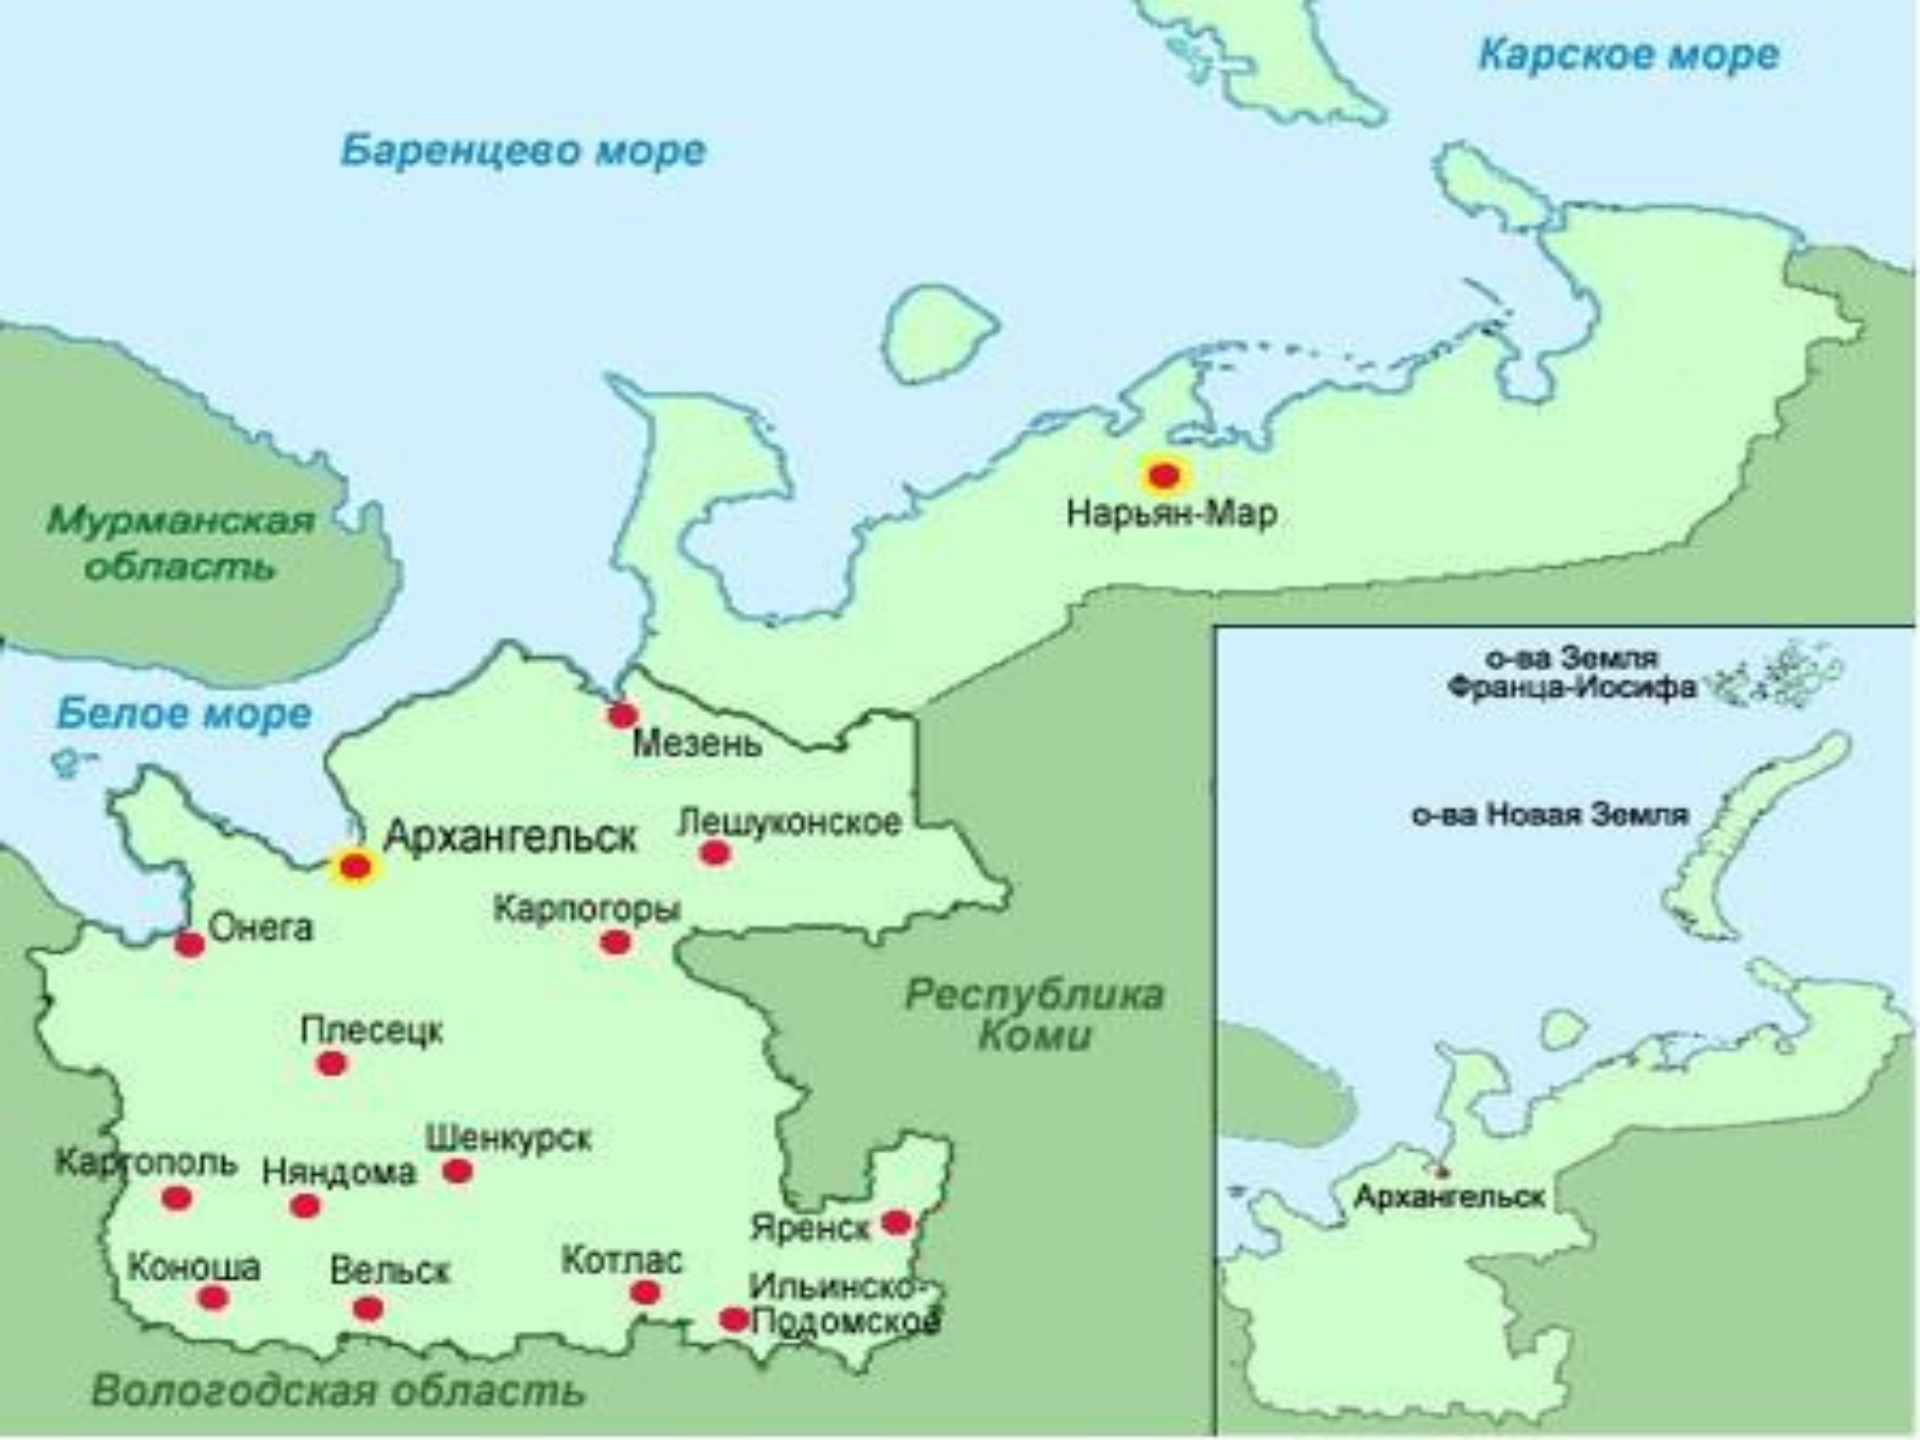 Карское море
Баренцево море
Мурманская
область
Нарьян-Мар
Белое море
Мезень
Архангельск
Лешуконское
Карпогоры
Онега
Плесецк
Республика
Коми
Шенкурск
Каргополь
Няндома
Яренск
Коноша
Вельск
Котлас
Ильинско-
Подомское
Вологодская область
о-ва Земля
Франца-Иосифа
о-ва Новая Земля
Архангельск